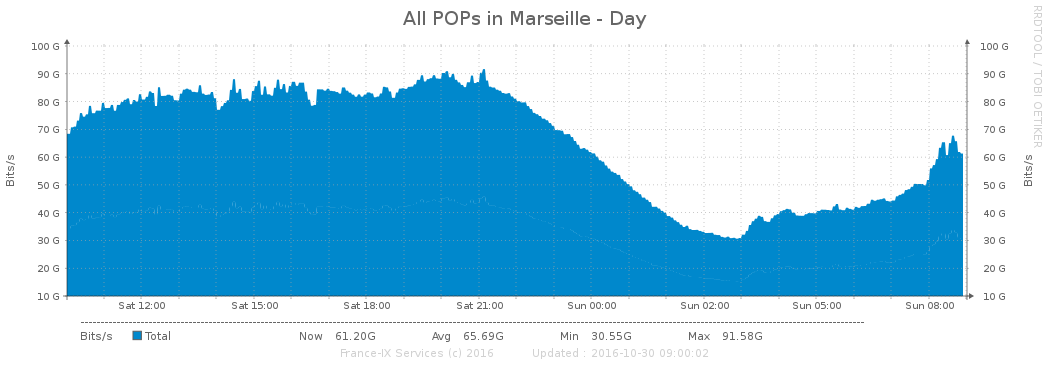 All POPs in Marseille - Day
RRDTOOL / TOBI OETIKER
Bits/s
Bits/s
100 G 100 G
90 G 90 G
80 G 80 G
70 G 70 G
60 G 60 G
50 G 50 G
40 G 40 G
30 G 30 G
20 G 20 G
10 G 10 G
Sat 12:00 Sat 15:00 Sat 18:00 Sat 21:00 Sun 00:00 Sun 02:00 Sun 05:00 Sun 08:00
Bits/s Total Now 61.20G Avg 65.69G Min 30.55G Max 91.58G
France-IX Services (c) 2016 Updated : 2016-10-30 09:00:02